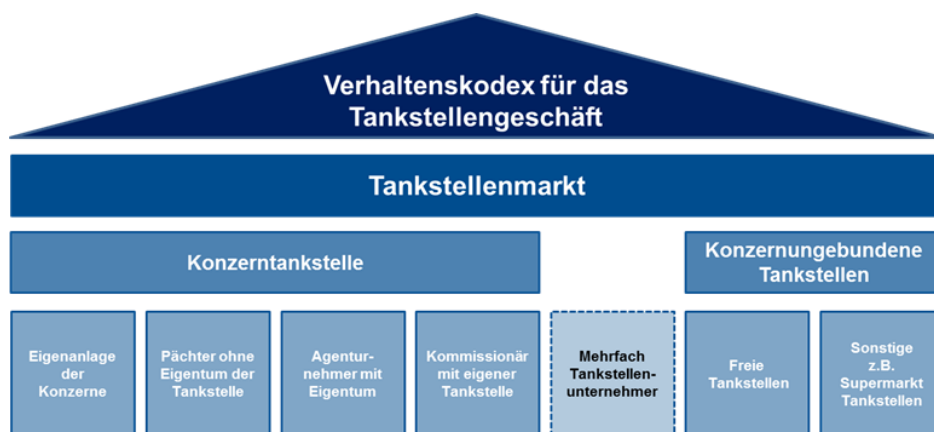 Verhaltenskodex für das
Tankstellengeschäft
Tankstellenmarkt
Konzerntankstelle
Konzernungebundene
Tankstellen
Eigenanlage
der
Konzerne
Pächter ohne
Eigentum der
Tankstelle
Agentur-
nehmer mit
Eigentum
Kommissionär
mit eigener
Tankstelle
Mehrfach
Tankstellen-
unternehmer
Freie
Tankstellen
Sonstige
z.B.
Supermarkt
Tankstellen